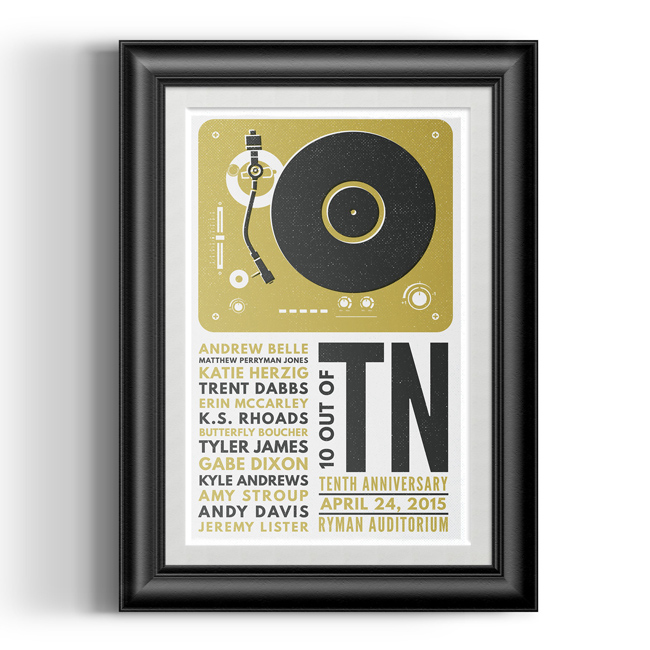 ANDREW BELLE
MATTHEW PERRYMAN JONES
KATIE HERZIG
TRENT DABBS
ERIN MCCARLEY
K.S. RHOADS
BUTTERFLY BOUCHER
TYLER JAMES
GABE DIXON
KYLE ANDREWS
AMY STROUP
ANDY DAVIS
JEREMY LISTER
10 OUT OF
TN
TENTH ANNIVERSARY
APRIL 24, 2015
RYMAN AUDITORIUM